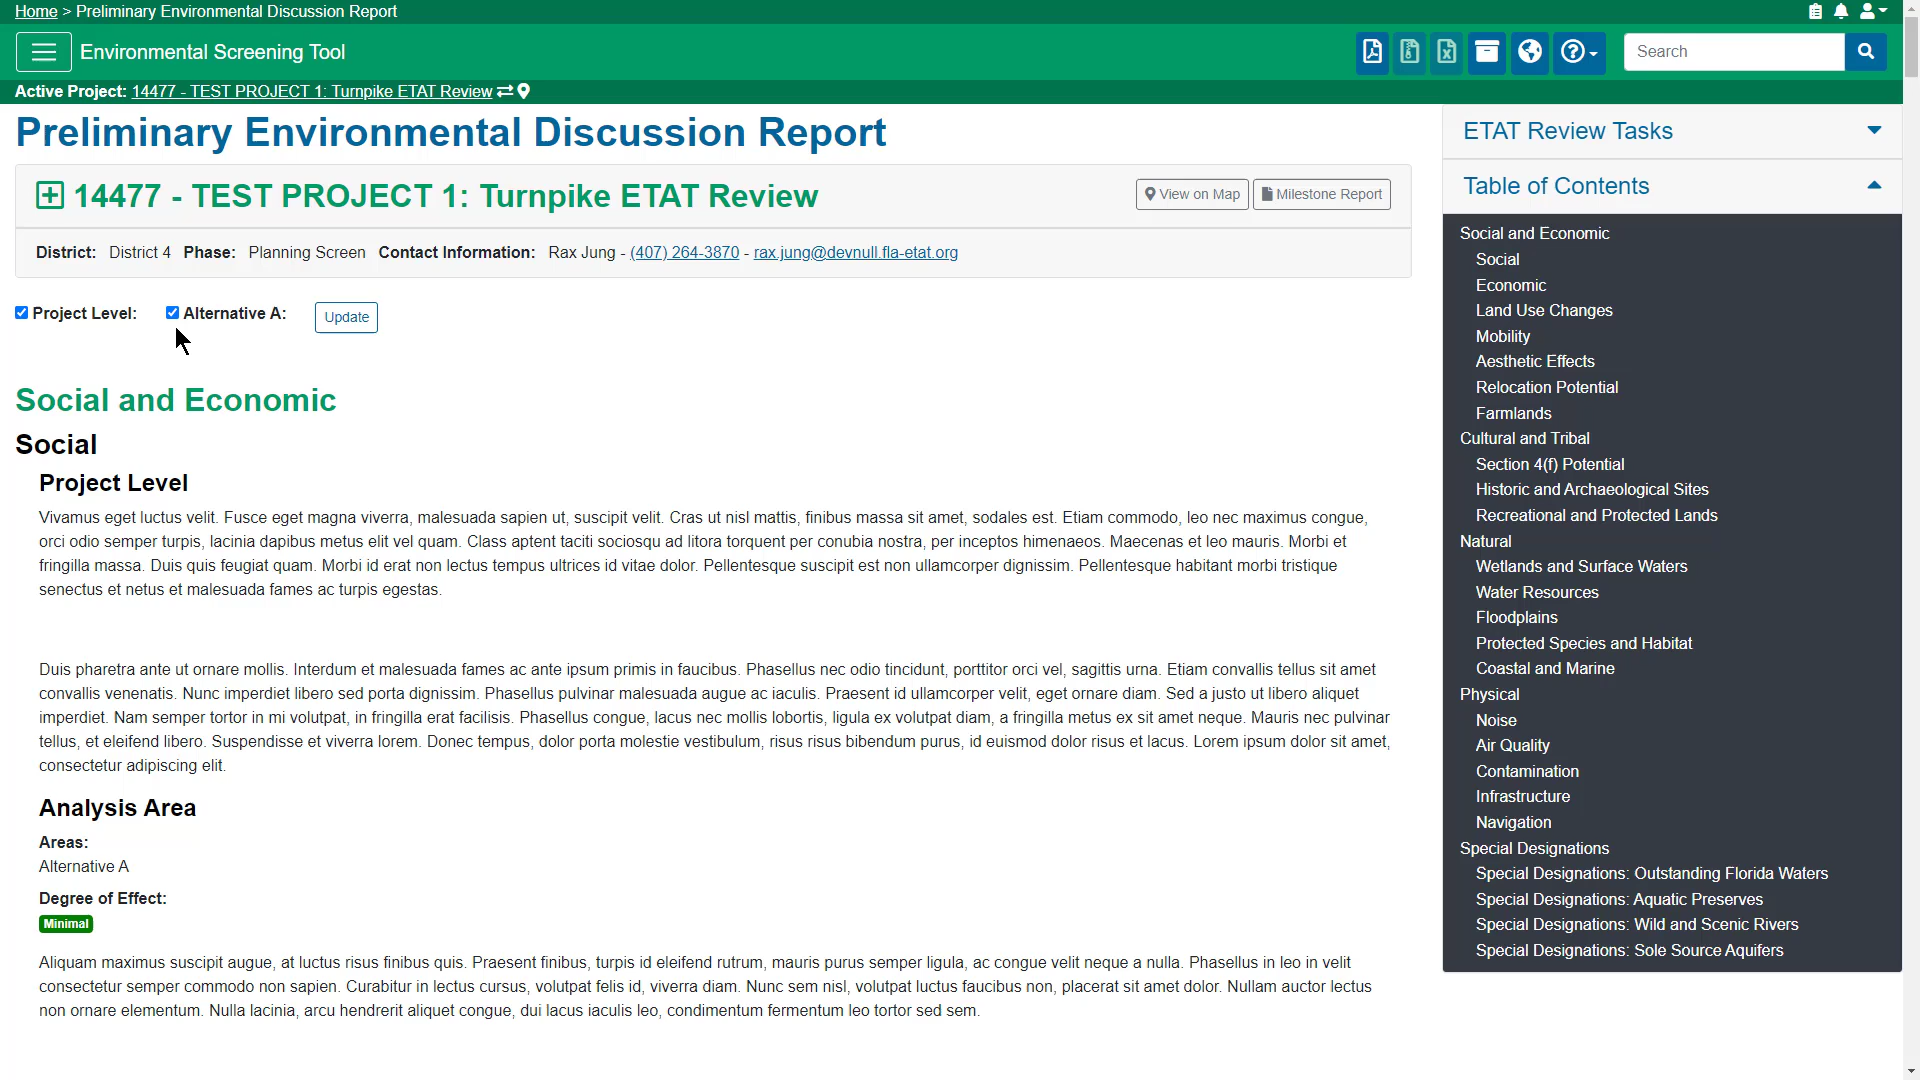 Home > Preliminary Environmental Discussion Report
Environmental Screening Tool
Search
Active Project: 14477 - TEST PROJECT 1: Turnpike ETAT Review
Preliminary Environmental Discussion Report
14477 - TEST PROJECT 1: Turnpike ETAT Review
View on Map
Milestone Report
District: District 4 Phase: Planning Screen Contact Information: Rax Jung - (407) 264-3870 - rax.jung@devnull.fla-etat.org
Project Level: Alternative A: Update
Social and Economic
Social
Project Level
Vivamus eget luctus velit. Fusce eget magna viverra, malesuada sapien ut, suscipit velit. Cras ut nisl mattis, finibus massa sit amet, sodales est. Etiam commodo, leo nec maximus congue,
orci odio semper turpis, lacinia dapibus metus elit vel quam. Class aptent taciti sociosqu ad litora torquent per conubia nostra, per inceptos himenaeos. Maecenas et leo mauris. Morbi et
fringilla massa. Duis quis feugiat quam. Morbi id erat non lectus tempus ultrices id vitae dolor. Pellentesque suscipit est non ullamcorper dignissim. Pellentesque habitant morbi tristique
senectus et netus et malesuada fames ac turpis egestas.
Duis pharetra ante ut ornare mollis. Interdum et malesuada fames ac ante ipsum primis in faucibus. Phasellus nec odio tincidunt, porttitor orci vel, sagittis urna. Etiam convallis tellus sit amet
convallis venenatis. Nunc imperdiet libero sed porta dignissim. Phasellus pulvinar malesuada augue ac iaculis. Praesent id ullamcorper velit, eget ornare diam. Sed a justo ut libero aliquet
imperdiet. Nam semper tortor in mi volutpat, in fringilla erat facilisis. Phasellus congue, lacus nec mollis lobortis, ligula ex volutpat diam, a fringilla metus ex sit amet neque. Mauris nec pulvinar
tellus, et eleifend libero. Suspendisse et viverra lorem. Donec tempus, dolor porta molestie vestibulum, risus risus bibendum purus, id euismod dolor risus et lacus. Lorem ipsum dolor sit amet,
consectetur adipiscing elit.
Analysis Area
Areas:
Alternative A
Degree of Effect:
Minimal
Aliquam maximus suscipit augue, at luctus risus finibus quis. Praesent finibus, turpis id eleifend rutrum, mauris purus semper ligula, ac congue velit neque a nulla. Phasellus in leo in velit
consectetur semper commodo non sapien. Curabitur in lectus cursus, volutpat felis id, viverra diam. Nunc sem nisl, volutpat luctus faucibus non, placerat sit amet dolor. Nullam auctor lectus
non ornare elementum. Nulla lacinia, arcu hendrerit aliquet congue, dui lacus iaculis leo, condimentum fermentum leo tortor sed sem.
ETAT Review Tasks
Table of Contents
Social and Economic
Social
Economic
Land Use Changes
Mobility
Aesthetic Effects
Relocation Potential
Farmlands
Cultural and Tribal
Section 4(f) Potential
Historic and Archaeological Sites
Recreational and Protected Lands
Natural
Wetlands and Surface Waters
Water Resources
Floodplains
Protected Species and Habitat
Coastal and Marine
Physical
Noise
Air Quality
Contamination
Infrastructure
Navigation
Special Designations
Special Designations: Outstanding Florida Waters
Special Designations: Aquatic Preserves
Special Designations: Wild and Scenic Rivers
Special Designations: Sole Source Aquifers